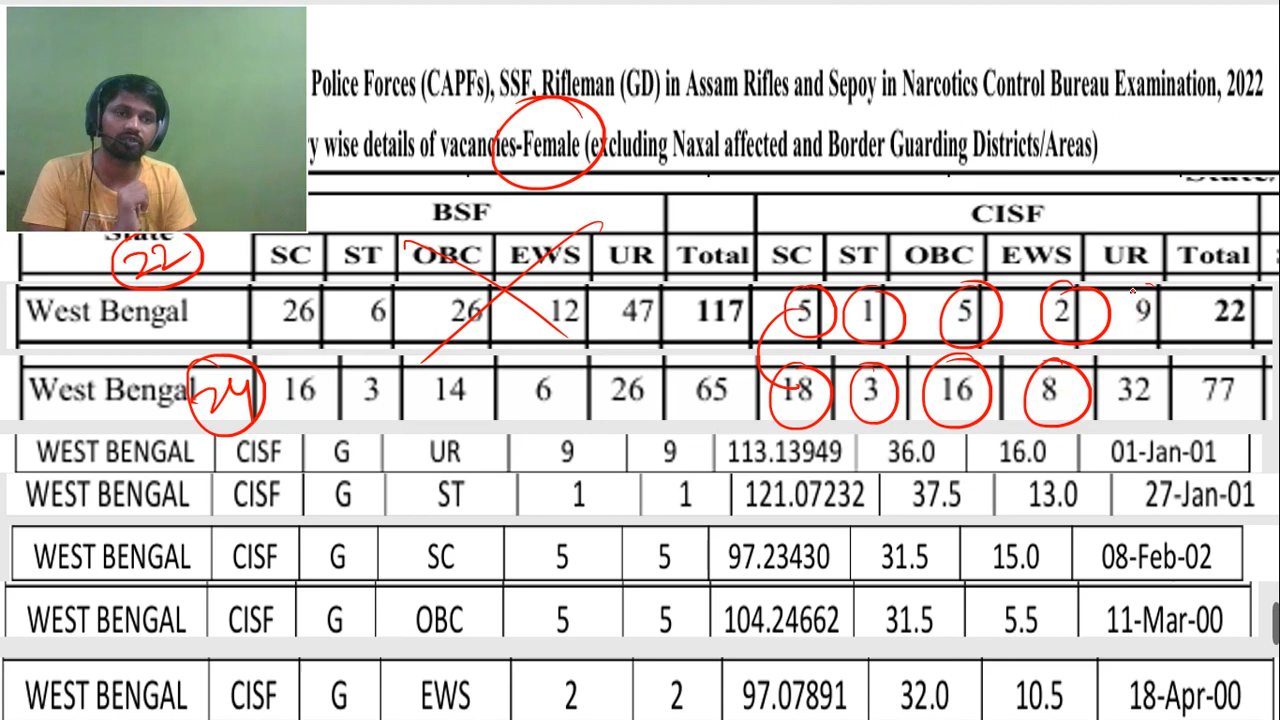 Police Forces (CAPFs), SSF, Rifleman (GD) in Assam Rifles and Sepoy in Narcotics Control Bureau Examination, 2022
y wise details of vacancies-Female (excluding Naxal affected and Border Guarding Districts/Areas)
BSF CISF
State SC ST OBC EWS UR Total SC ST OBC EWS UR Total
22
West Bengal 26 6 26 12 47 117 5 1 5 2 9 22
West Bengal 24 16 3 14 6 26 65 18 3 16 8 32 77
WEST BENGAL CISF G UR 9 9 113.13949 36.0 16.0 01-Jan-01
WEST BENGAL CISF G ST 1 1 121.07232 37.5 13.0 27-Jan-01
WEST BENGAL CISF G SC 5 5 97.23430 31.5 15.0 08-Feb-02
WEST BENGAL CISF G OBC 5 5 104.24662 31.5 5.5 11-Mar-00
WEST BENGAL CISF G EWS 2 2 97.07891 32.0 10.5 18-Apr-00